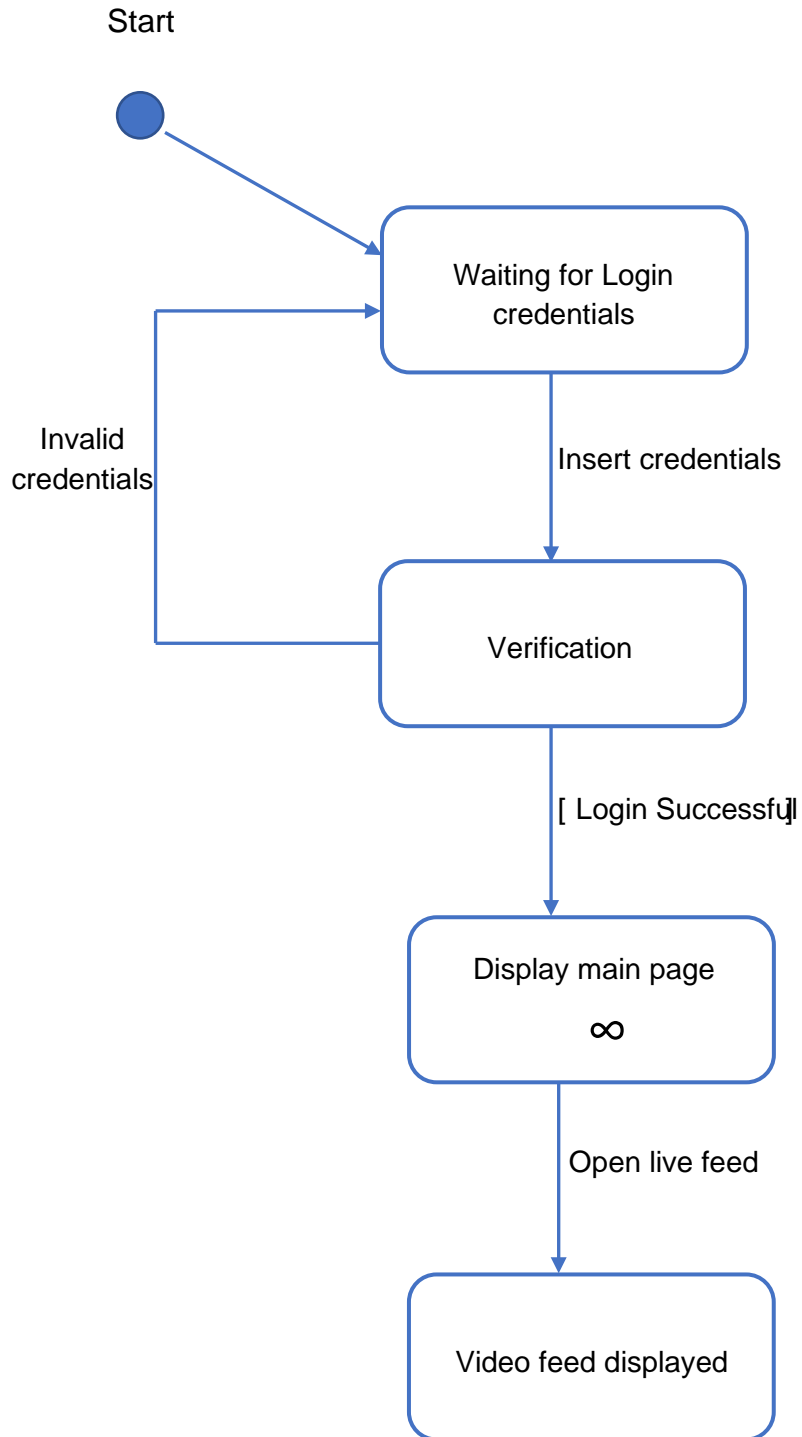 Start
Waiting for Login
credentials
Invalid
credentials
Insert credentials
Verification
[ Login Successful]
Display main page
∞
Open live feed
Video feed displayed